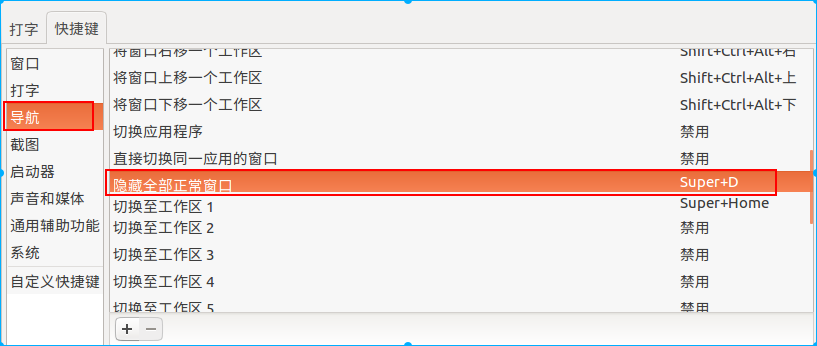 打字 快捷键
窗口
打字
导航
截图
启动器
声音和媒体
通用辅助功能
系统
自定义快捷键
将窗口右移一个工作区 Shift+Ctrl+Alt+右
将窗口上移一个工作区 Shift+Ctrl+Alt+上
将窗口下移一个工作区 Shift+Ctrl+Alt+下
切换应用程序 禁用
直接切换同一应用的窗口 禁用
隐藏全部正常窗口 Super+D
切换至工作区 1 Super+Home
切换至工作区 2 禁用
切换至工作区 3 禁用
切换至工作区 4 禁用
切换至工作区 5 禁用
+ −